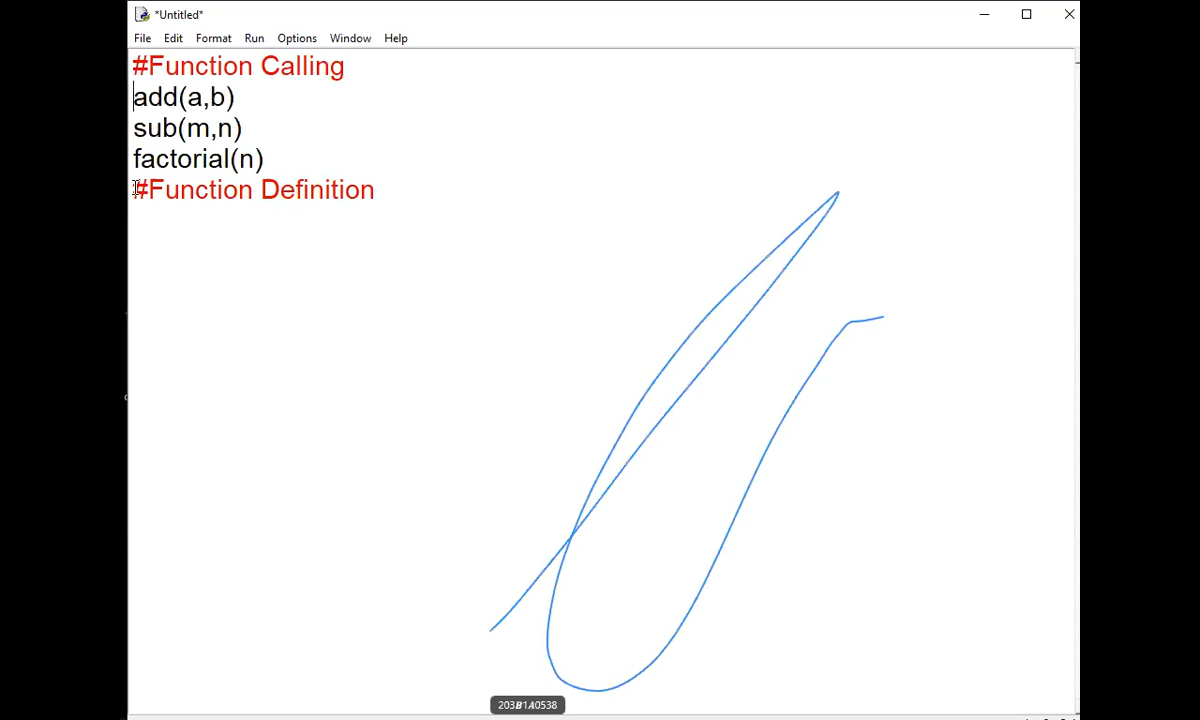 *Untitled*
File Edit Format Run Options Window Help
#Function Calling
add(a,b)
sub(m,n)
factorial(n)
#Function Definition